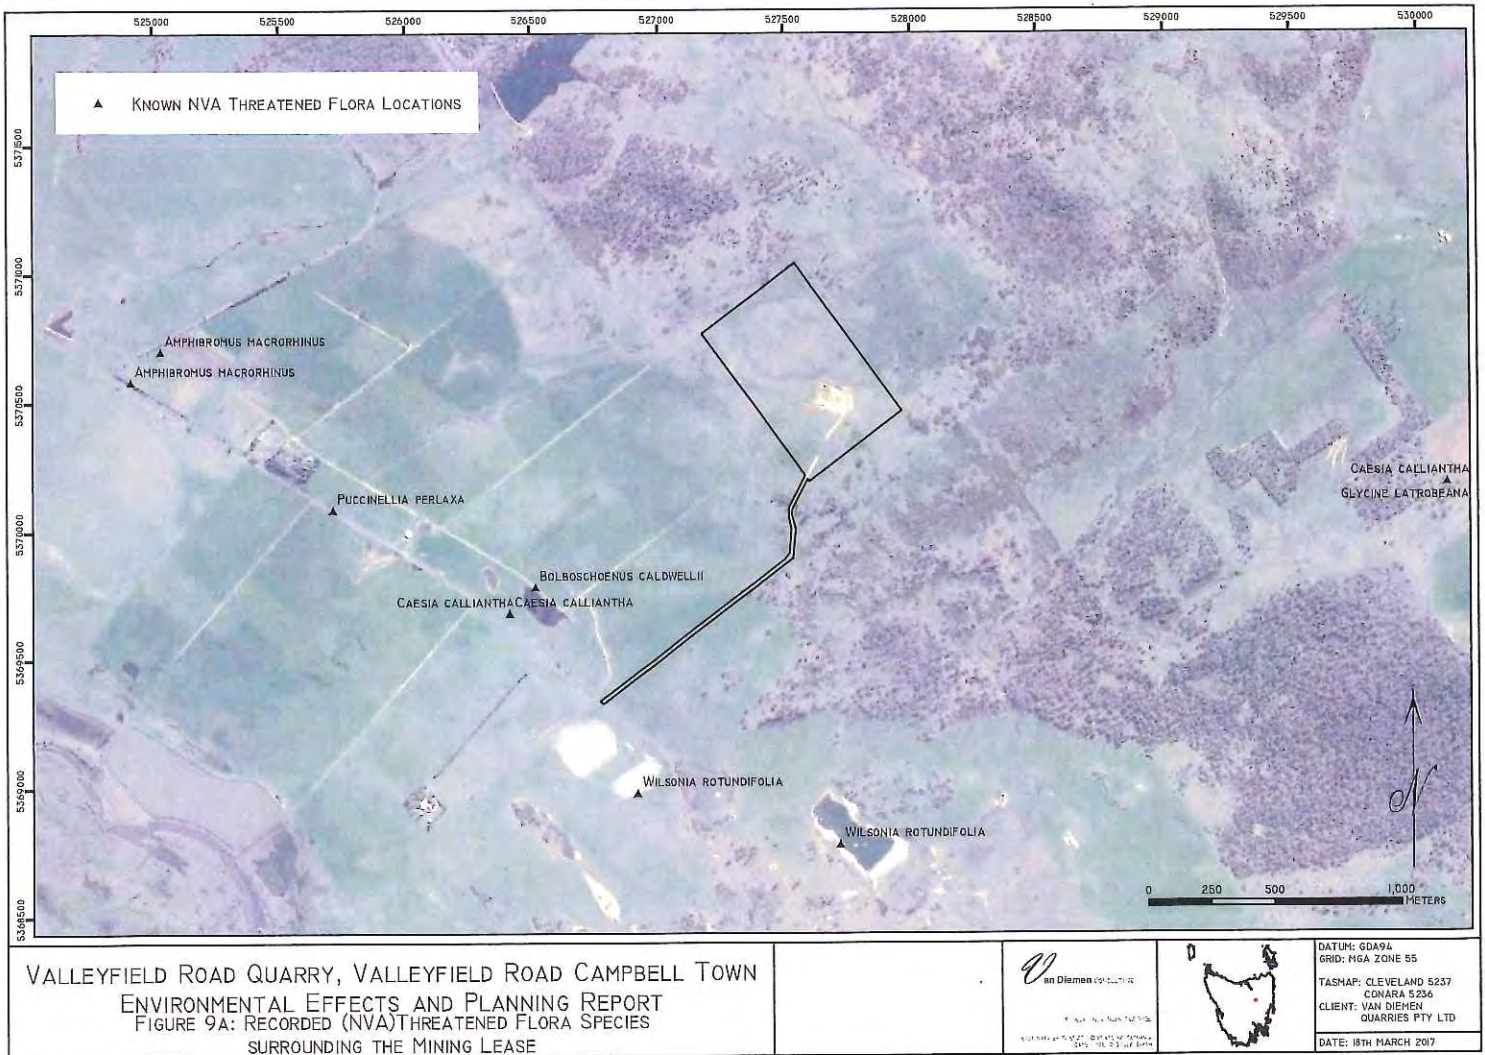 525000 525500 526000 526500 527000 527500 528000 528500 529000 529500 530000
▲ KNOWN NVA THREATENED FLORA LOCATIONS
5371500
5371000
5370500
5370000
5369500
5369000
5368500
AMPHIBROMUS MACRORHINUS
AMPHIBROMUS MACRORHINUS
CAESIA CALLIANTHA
GLYCINE LATROBEANA
PUCCINELLIA PERLAXA
BOLBOSCHOENUS CALDWELLII
CAESIA CALLIANTHACAESIA CALLIANTHA
WILSONIA ROTUNDIFOLIA
WILSONIA ROTUNDIFOLIA
N
0 250 500 1,000
METERS
VALLEYFIELD ROAD QUARRY, VALLEYFIELD ROAD CAMPBELL TOWN
ENVIRONMENTAL EFFECTS AND PLANNING REPORT
FIGURE 9A: RECORDED (NVA)THREATENED FLORA SPECIES
SURROUNDING THE MINING LEASE
Van Diemen
DATUM: GDA94
GRID: MGA ZONE 55
TASMAP: CLEVELAND 5237
CONARA 5236
CLIENT: VAN DIEMEN
QUARRIES PTY LTD
DATE: 18TH MARCH 2017